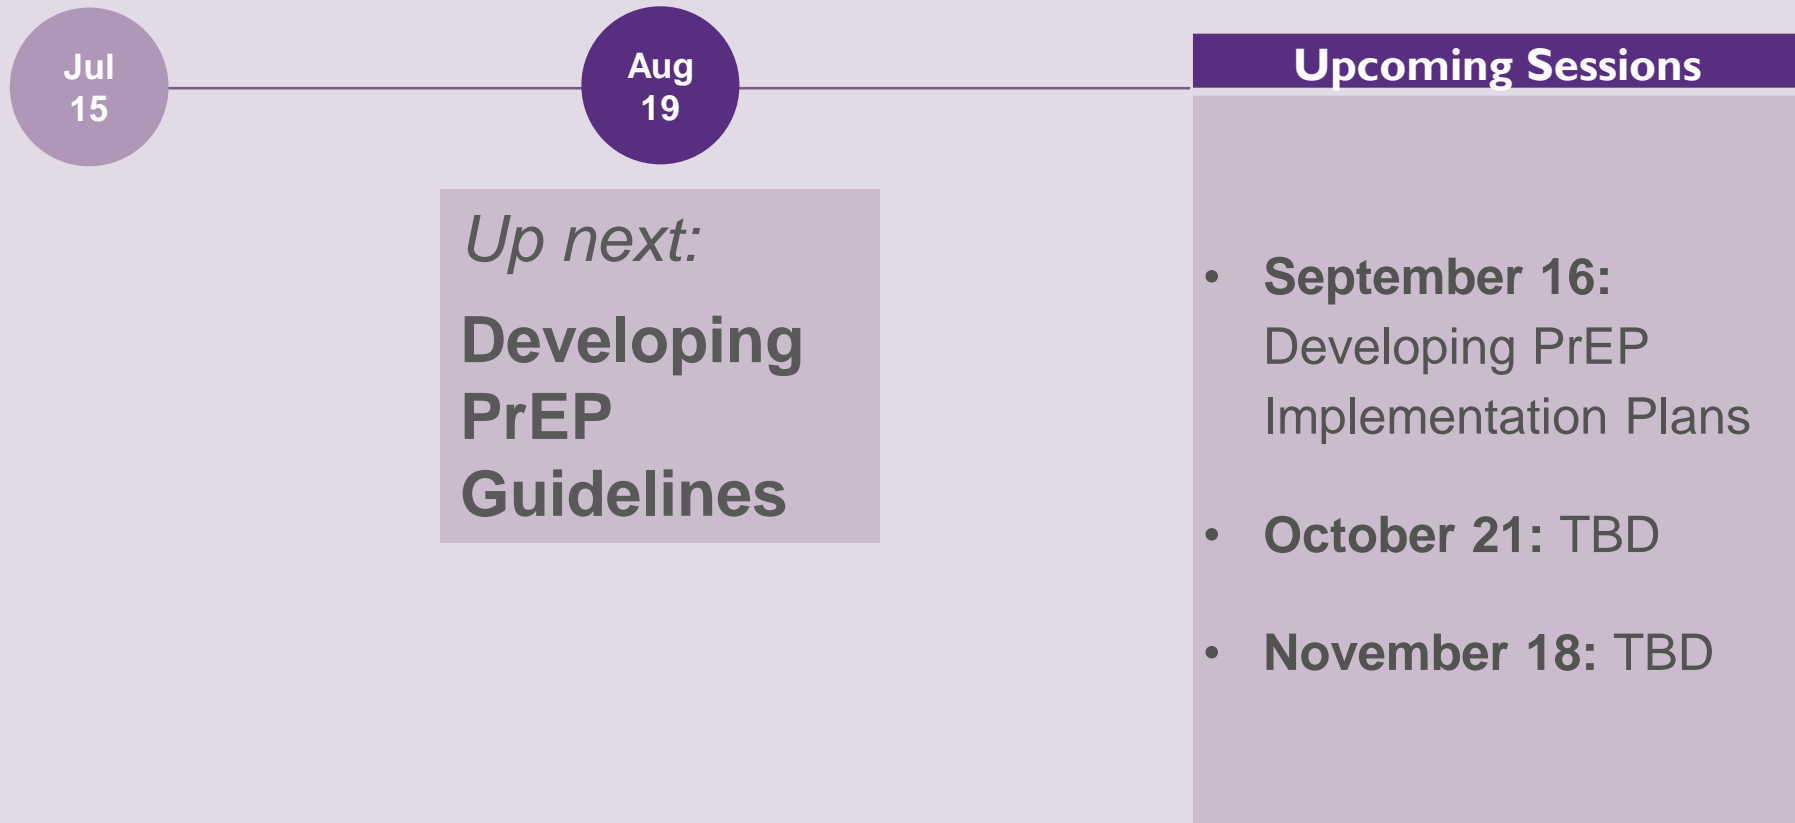 Jul
15
Aug
19
Up next:
Developing
PrEP
Guidelines
Upcoming Sessions
• September 16:
Developing PrEP
Implementation Plans
• October 21: TBD
• November 18: TBD